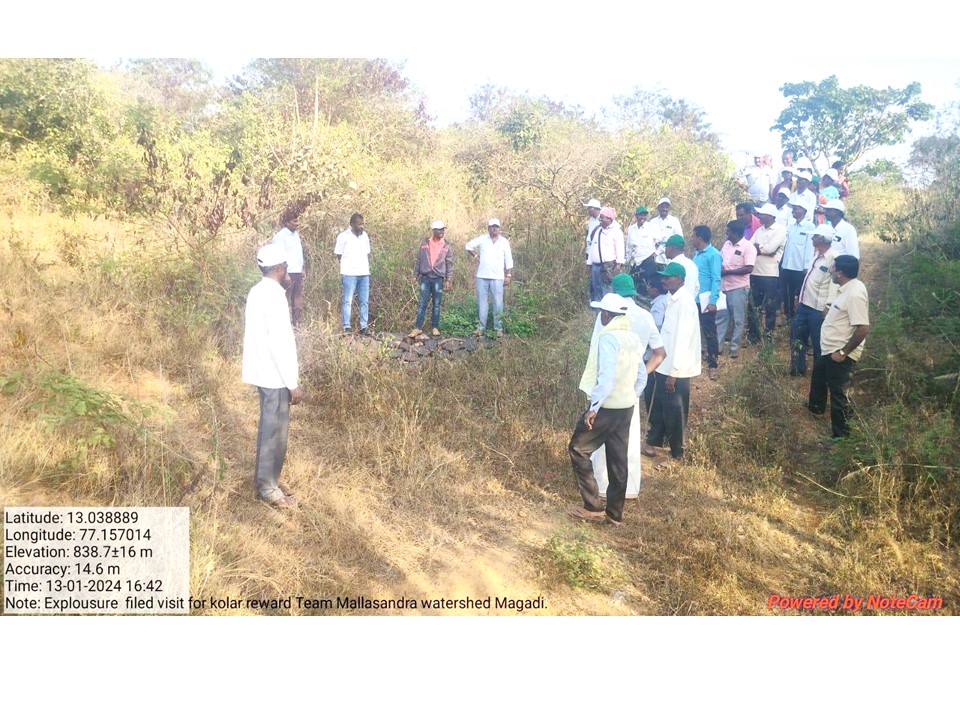 Latitude: 13.038889
Longitude: 77.157014
Elevation: 838.7±16 m
Accuracy: 14.6 m
Time: 13-01-2024 16:42
Note: Explousure filed visit for kolar reward Team Mallasandra watershed Magadi.
Powered by NoteCam